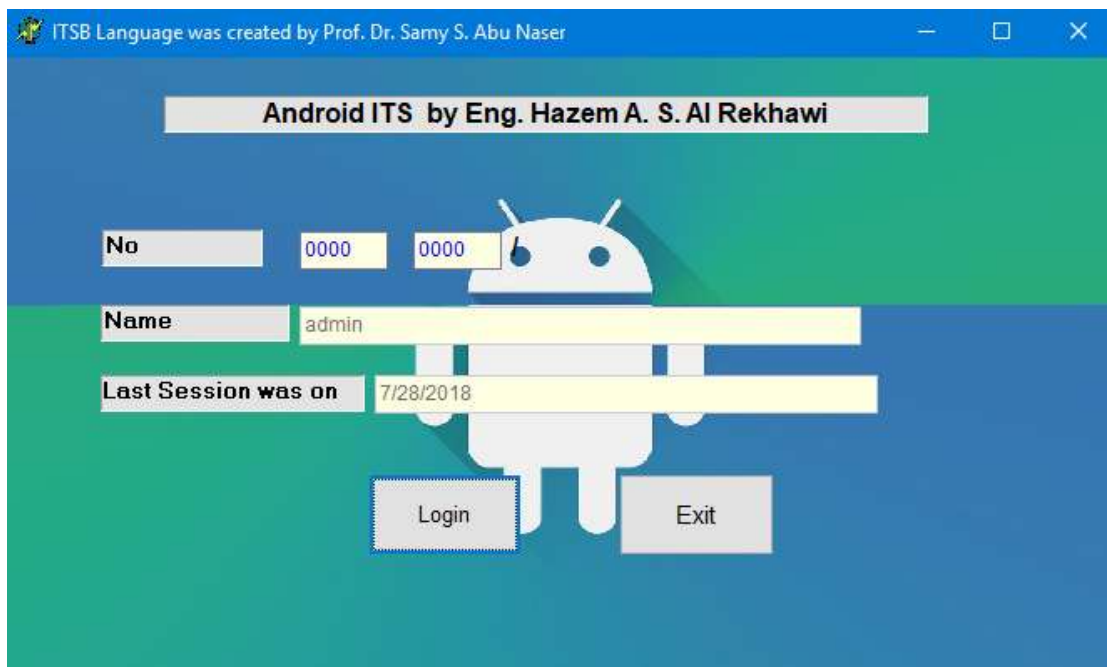 ITSB Language was created by Prof. Dr. Samy S. Abu Naser
Android ITS by Eng. Hazem A. S. Al Rekhawi
No 0000 0000 /
Name admin
Last Session was on 7/28/2018
Login Exit